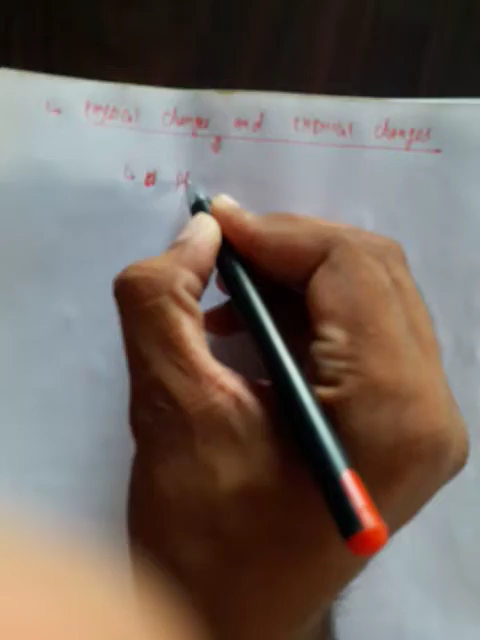 ↳ physical changes and chemical changes
↳